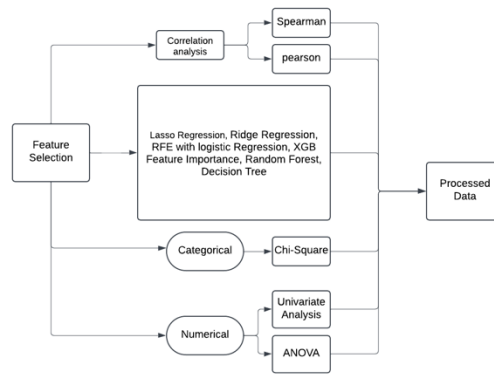 Spearman
Correlation
analysis
pearson
Lasso Regression, Ridge Regression,
RFE with logistic Regression, XGB
Feature Importance, Random Forest,
Decision Tree
Feature
Selection
Processed
Data
Categorical
Chi-Square
Univariate
Analysis
Numerical
ANOVA